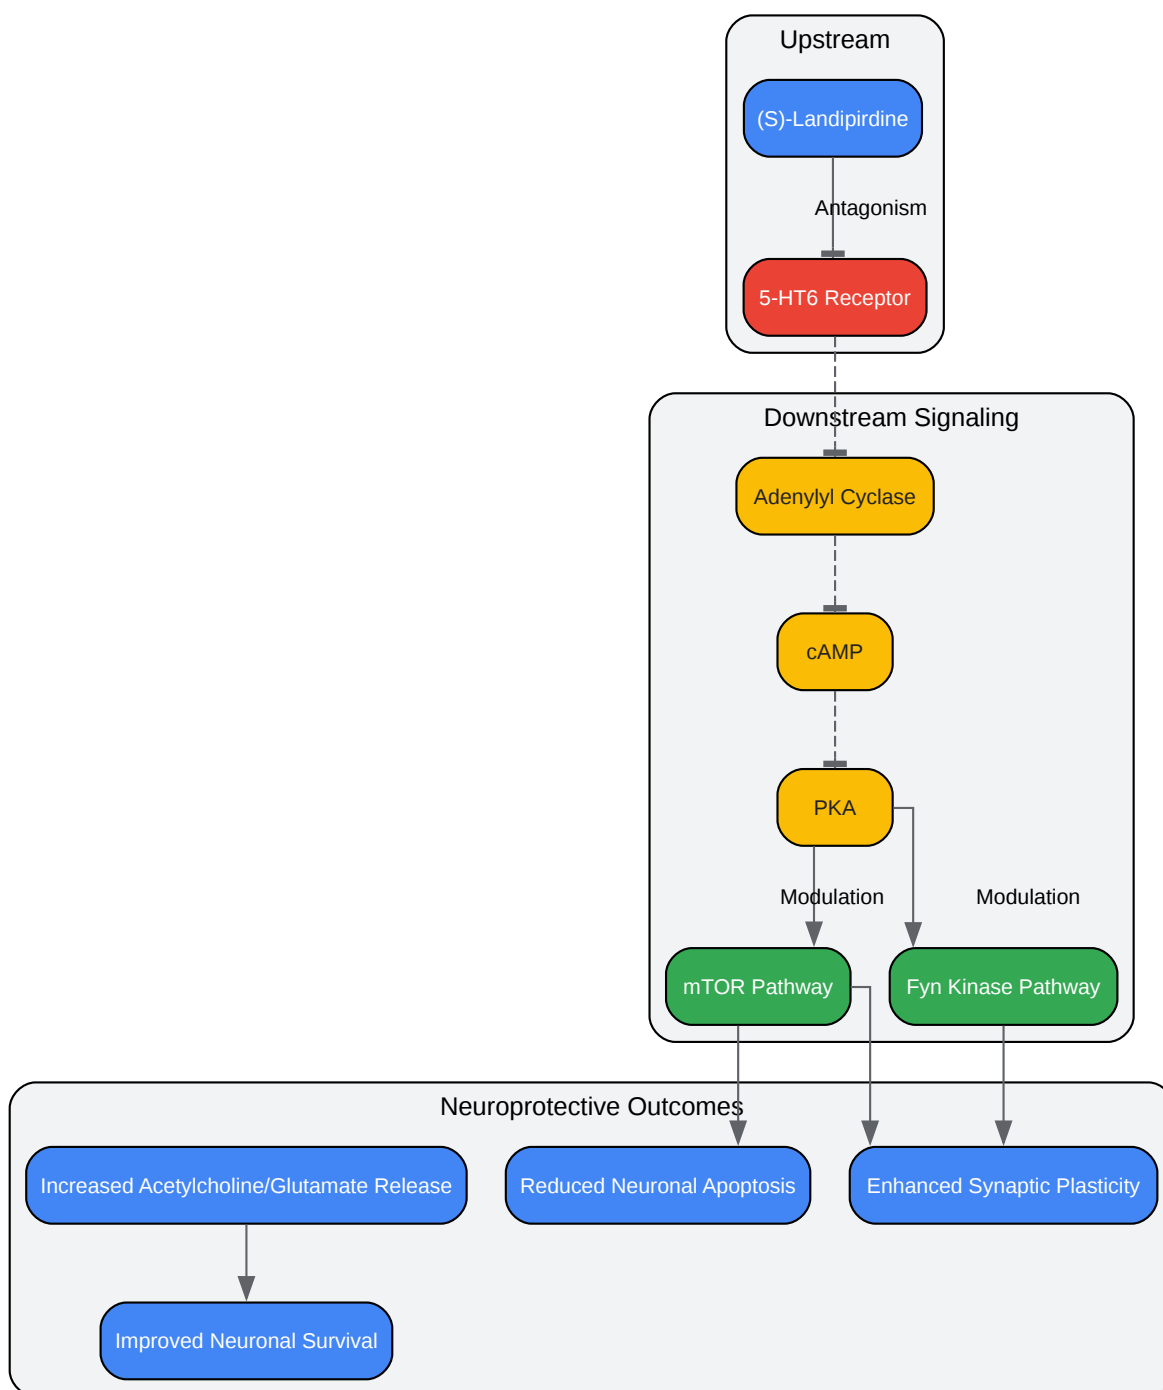 Upstream
(S)-Landipirdine
Antagonism
5-HT6 Receptor
Downstream Signaling
Adenylyl Cyclase
cAMP
PKA
Modulation
Modulation
mTOR Pathway
Fyn Kinase Pathway
Neuroprotective Outcomes
Increased Acetylcholine/Glutamate Release
Reduced Neuronal Apoptosis
Enhanced Synaptic Plasticity
Improved Neuronal Survival